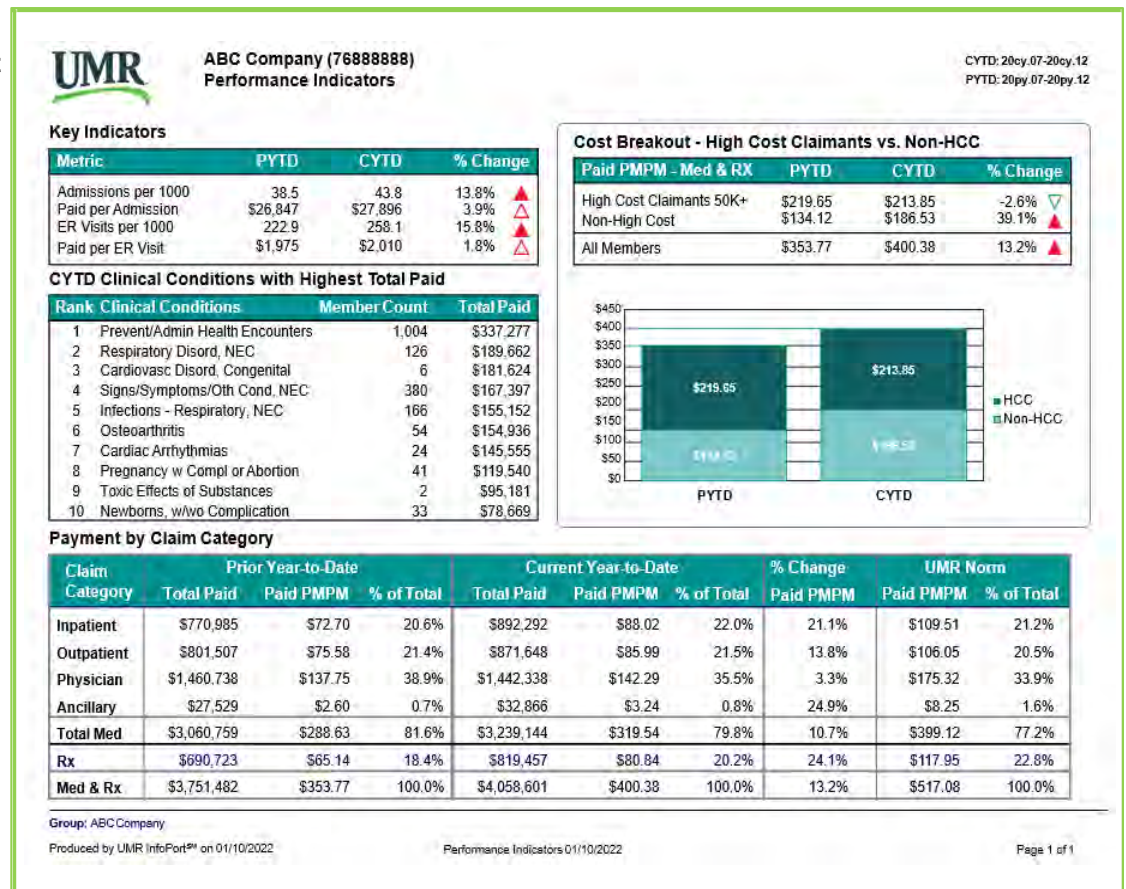 UMR
ABC Company (76888888)
Performance Indicators
CYTD: 20cy.07-20cy.12
PYTD: 20py.07-20py.12
Key Indicators
Metric PYTD CYTD % Change
Admissions per 1000 38.5 43.8 13.8%
Paid per Admission $26,847 $27,896 3.9%
ER Visits per 1000 222.9 258.1 15.8%
Paid per ER Visit $1,975 $2,010 1.8%
CYTD Clinical Conditions with Highest Total Paid
Rank Clinical Conditions Member Count Total Paid
1 Prevent/Admin Health Encounters 1,004 $337,277
2 Respiratory Disord, NEC 126 $189,662
3 Cardiovasc Disord, Congenital 6 $181,624
4 Signs/Symptoms/Oth Cond, NEC 380 $167,397
5 Infections - Respiratory, NEC 166 $155,152
6 Osteoarthritis 54 $154,936
7 Cardiac Arrhythmias 24 $145,555
8 Pregnancy w Compl or Abortion 41 $119,540
9 Toxic Effects of Substances 2 $95,181
10 Newborns, w/wo Complication 33 $78,669
Cost Breakout - High Cost Claimants vs. Non-HCC
Paid PMPM - Med & RX PYTD CYTD % Change
High Cost Claimants 50K+ $219.65 $213.85 -2.6%
Non-High Cost $134.12 $186.53 39.1%
All Members $353.77 $400.38 13.2%
$450
$400
$350
$300
$250
$200
$150
$100
$50
$0
$219.65
$213.85
HCC
Non-HCC
PYTD CYTD
Payment by Claim Category
Claim Category Prior Year-to-Date Current Year-to-Date % Change UMR Norm
Total Paid Paid PMPM % of Total Total Paid Paid PMPM % of Total Paid PMPM Paid PMPM % of Total
Inpatient $770,985 $72.70 20.6% $892,292 $88.02 22.0% 21.1% $109.51 21.2%
Outpatient $801,507 $75.58 21.4% $871,648 $85.99 21.5% 13.8% $106.05 20.5%
Physician $1,460,738 $137.75 38.9% $1,442,338 $142.29 35.5% 3.3% $175.32 33.9%
Ancillary $27,529 $2.60 0.7% $32,866 $3.24 0.8% 24.9% $8.25 1.6%
Total Med $3,060,759 $288.63 81.6% $3,239,144 $319.54 79.8% 10.7% $399.12 77.2%
Rx $690,723 $65.14 18.4% $819,457 $80.84 20.2% 24.1% $117.95 22.8%
Med & Rx $3,751,482 $353.77 100.0% $4,058,601 $400.38 100.0% 13.2% $517.08 100.0%
Group: ABC Company
Produced by UMR InfoPort℠ on 01/10/2022
Performance Indicators 01/10/2022
Page 1 of 1